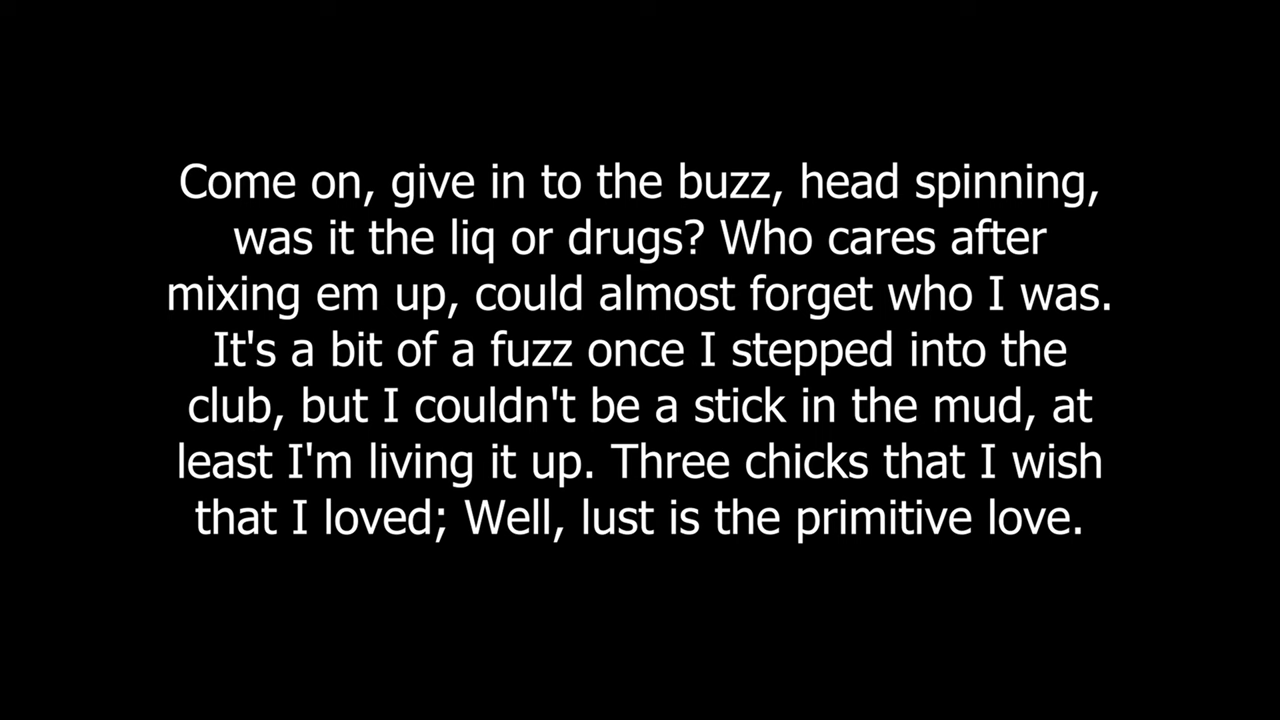 Come on, give in to the buzz, head spinning,
was it the liq or drugs? Who cares after
mixing em up, could almost forget who I was.
It's a bit of a fuzz once I stepped into the
club, but I couldn't be a stick in the mud, at
least I'm living it up. Three chicks that I wish
that I loved; Well, lust is the primitive love.